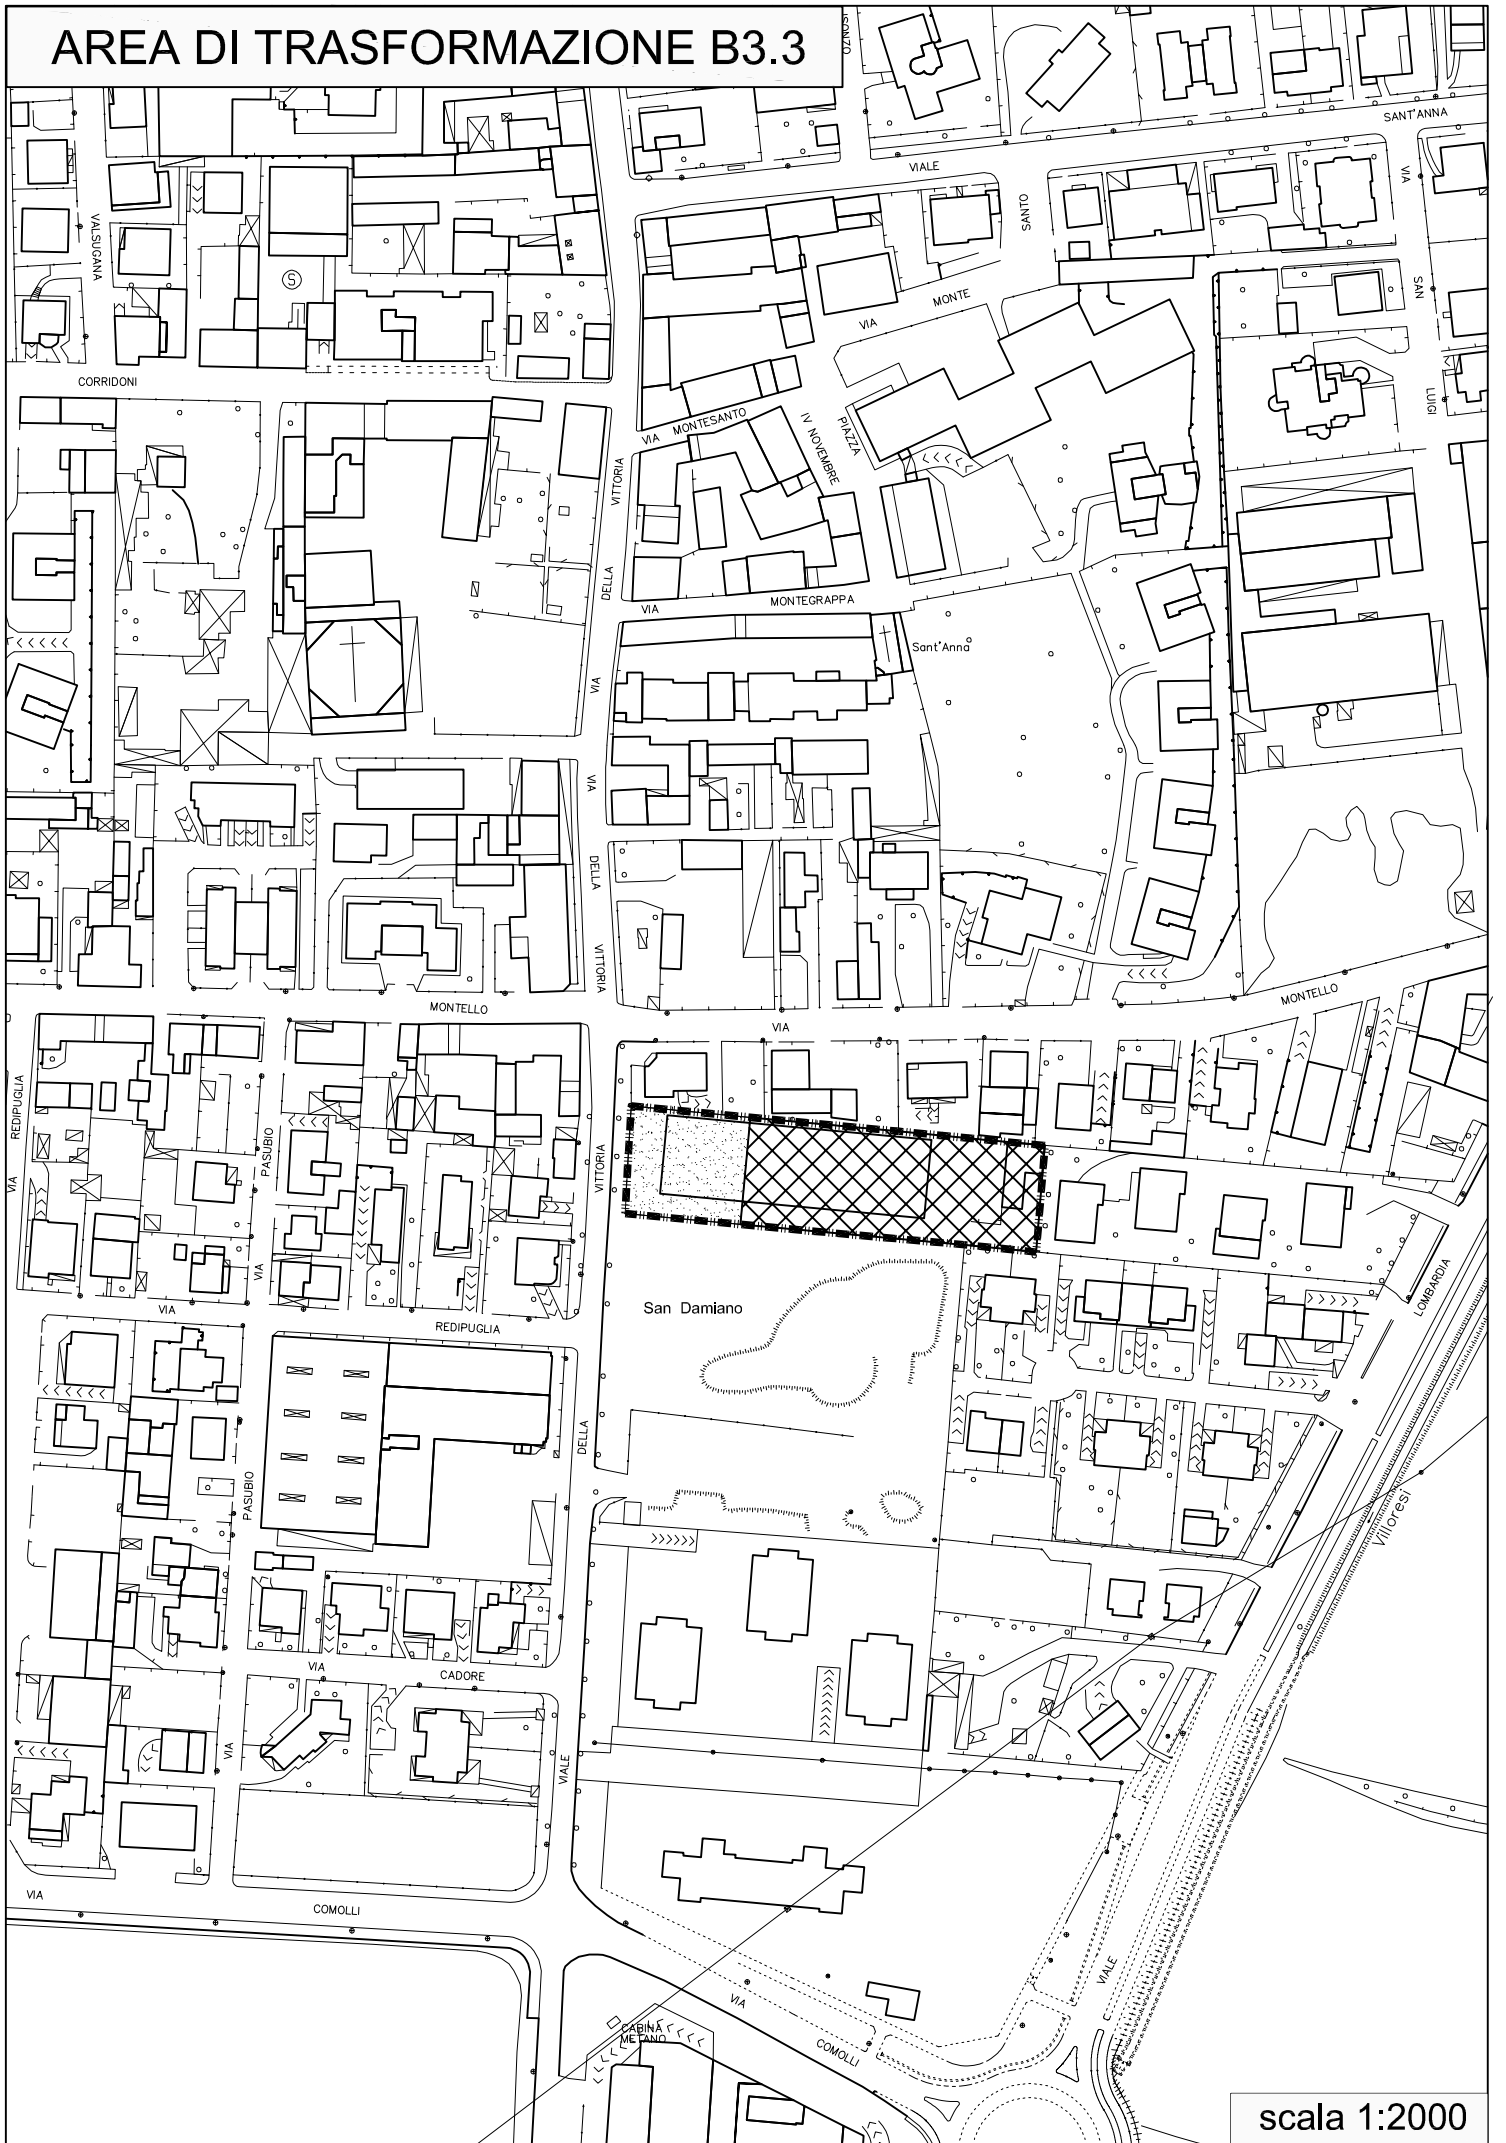 AREA DI TRASFORMAZIONE B3.3
ISONZO
SANT'ANNA
VIALE
VIA
SANTO
VALSUGANA
S
SAN
MONTE
VIA
CORRIDONI
LUIGI
VIA MONTESANTO
IV NOVEMBRE
PIAZZA
VITTORIA
DELLA
VIA
MONTEGRAPPA
Sant'Anna
VIA
VIA
DELLA
VITTORIA
MONTELLO
VIA
MONTELLO
REDIPUGLIA
VIA
PASUBIO
VIA
VITTORIA
San Damiano
VIA
REDIPUGLIA
LOMBARDIA
DELLA
PASUBIO
VIA
Villoresi
VIA
CADORE
VIALE
VIA
COMOLLI
VIALE
VIA
COMOLLI
CABINA
METANO
scala 1:2000